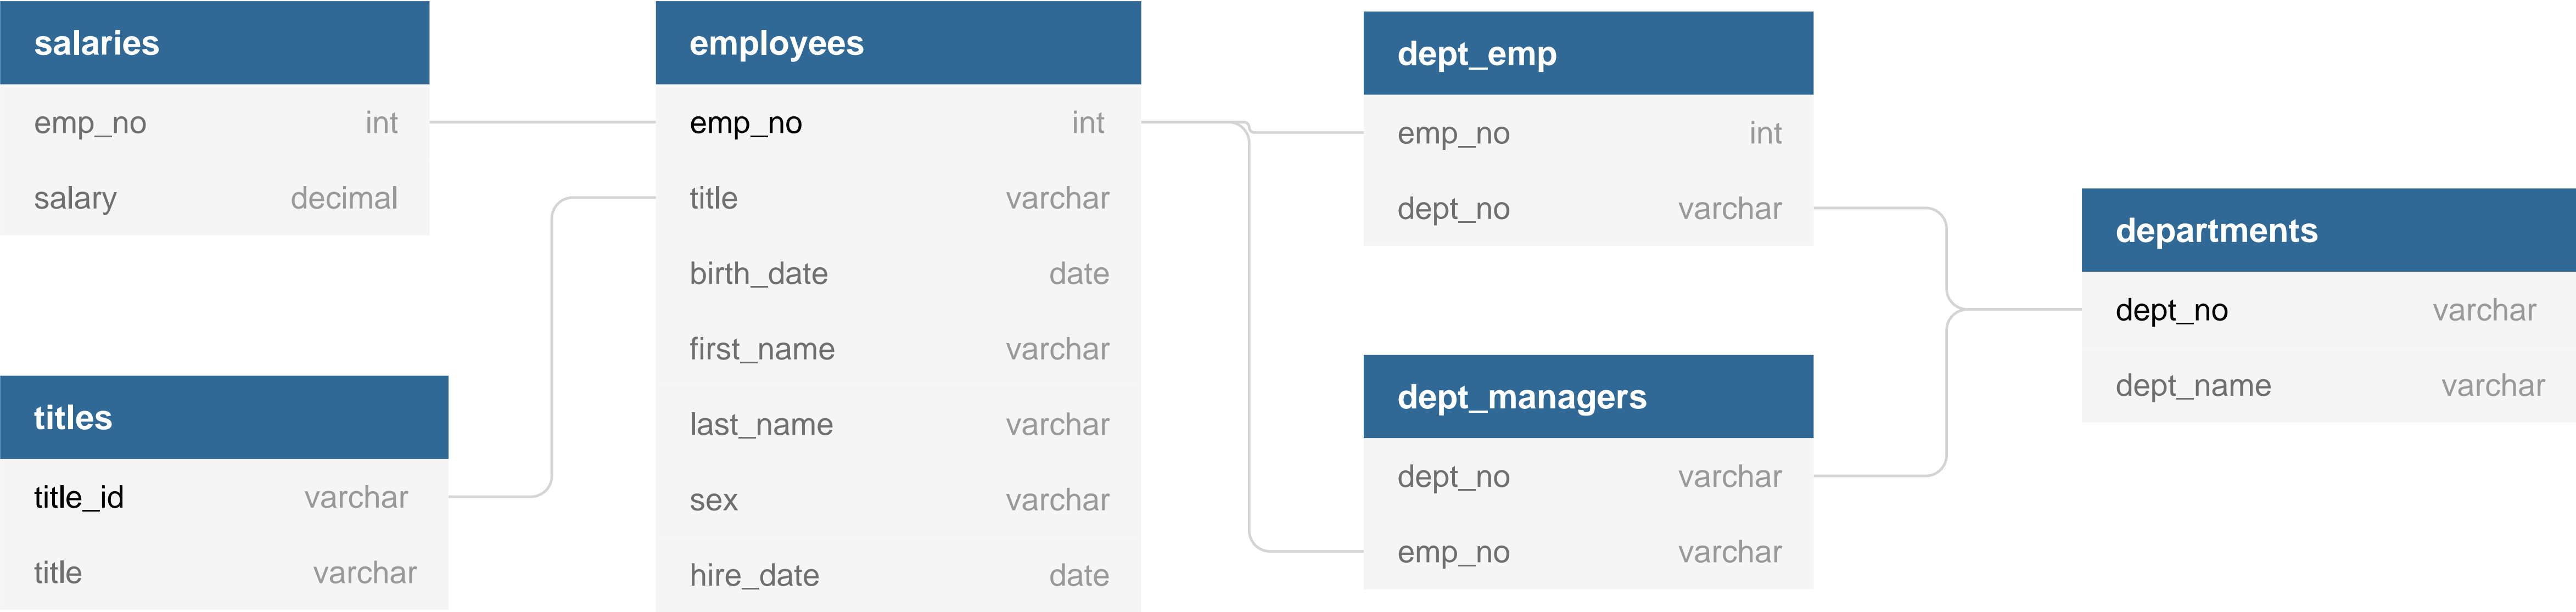 salaries
emp_no int
salary decimal
titles
title_id varchar
title varchar
employees
emp_no int
title varchar
birth_date date
first_name varchar
last_name varchar
sex varchar
hire_date date
dept_emp
emp_no int
dept_no varchar
dept_managers
dept_no varchar
emp_no varchar
departments
dept_no varchar
dept_name varchar